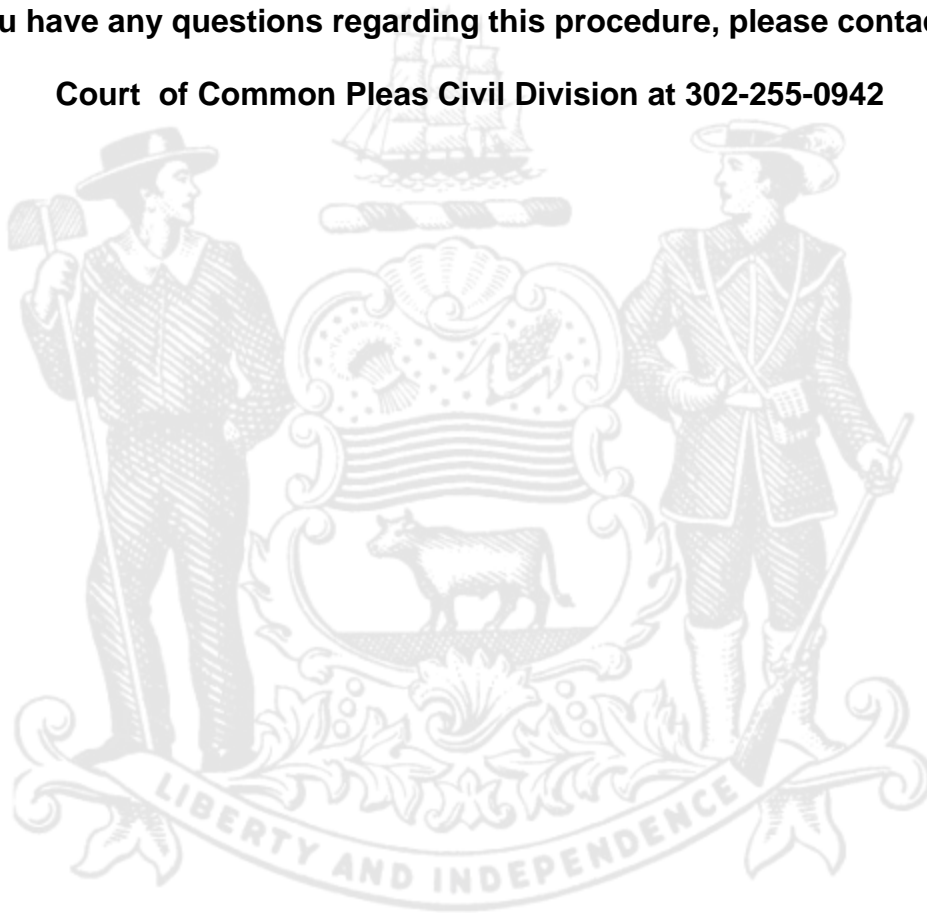 u have any questions regarding this procedure, please contac
Court of Common Pleas Civil Division at 302-255-0942
LIBERTY AND INDEPENDENCE